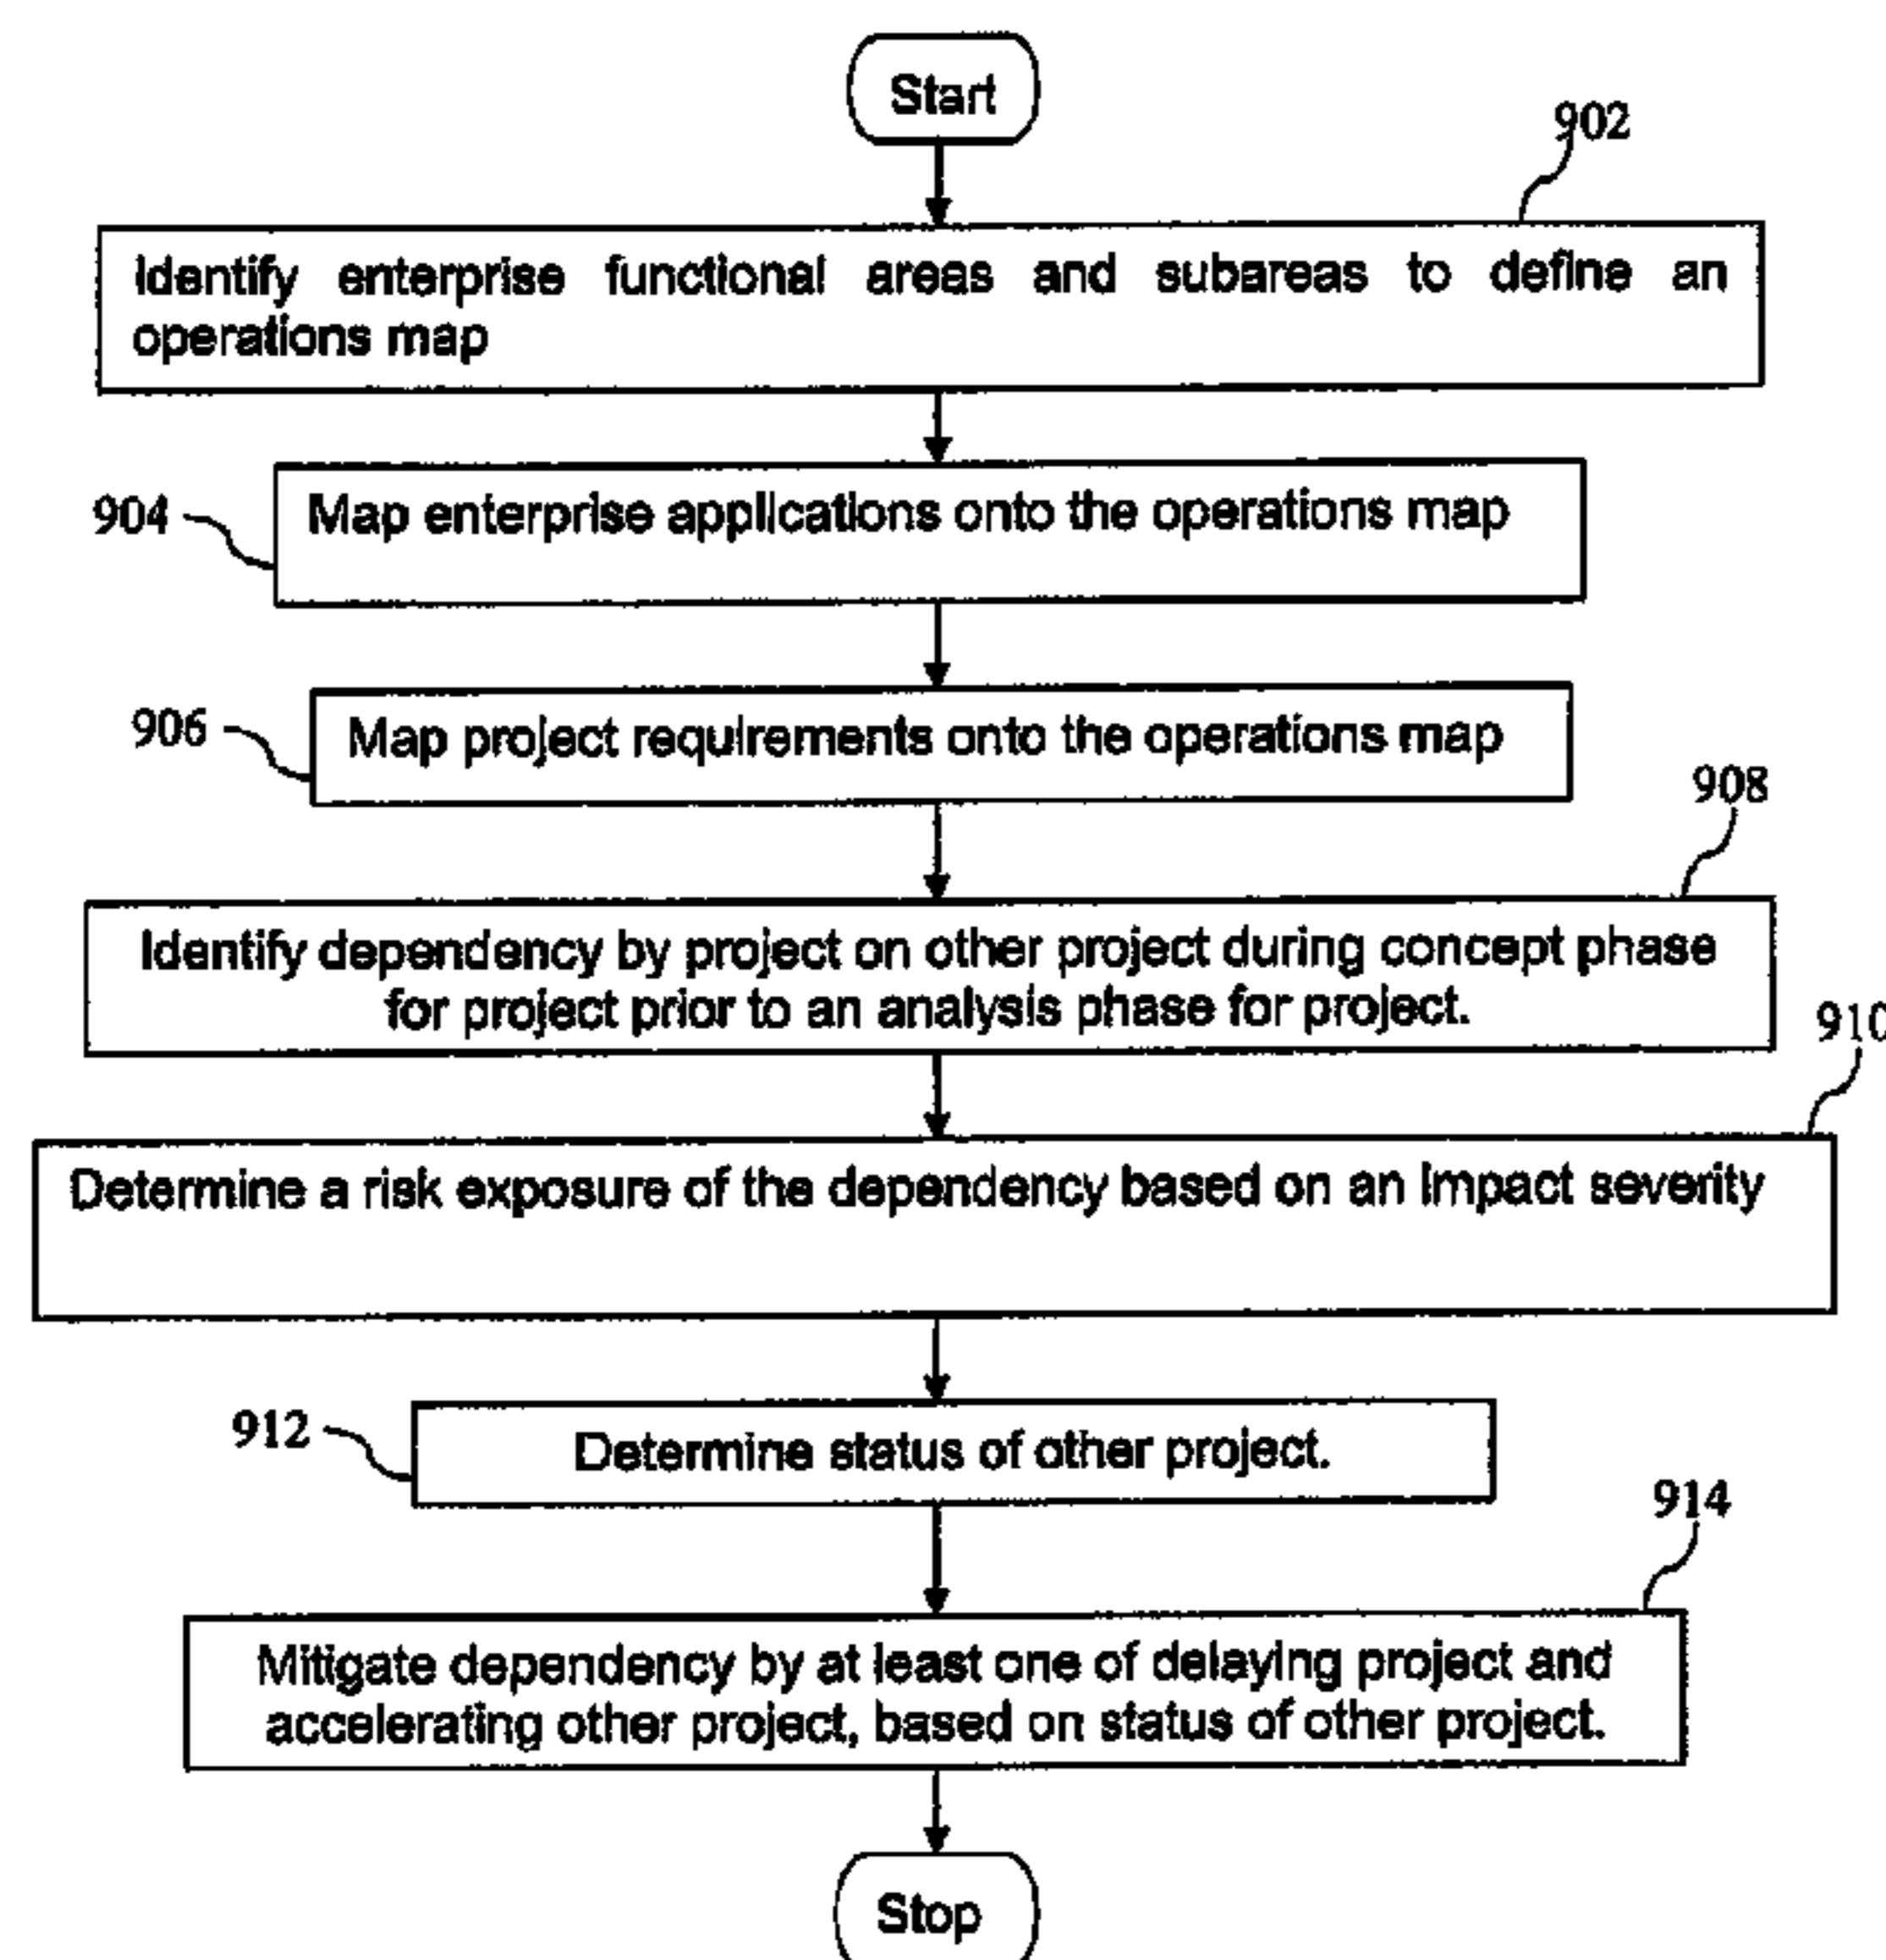 Start
902
Identify enterprise functional areas and subareas to define an
operations map
904
Map enterprise applications onto the operations map
906
Map project requirements onto the operations map
908
Identify dependency by project on other project during concept phase
for project prior to an analysis phase for project.
910
Determine a risk exposure of the dependency based on an impact severity
912
Determine status of other project.
914
Mitigate dependency by at least one of delaying project and
accelerating other project, based on status of other project.
Stop